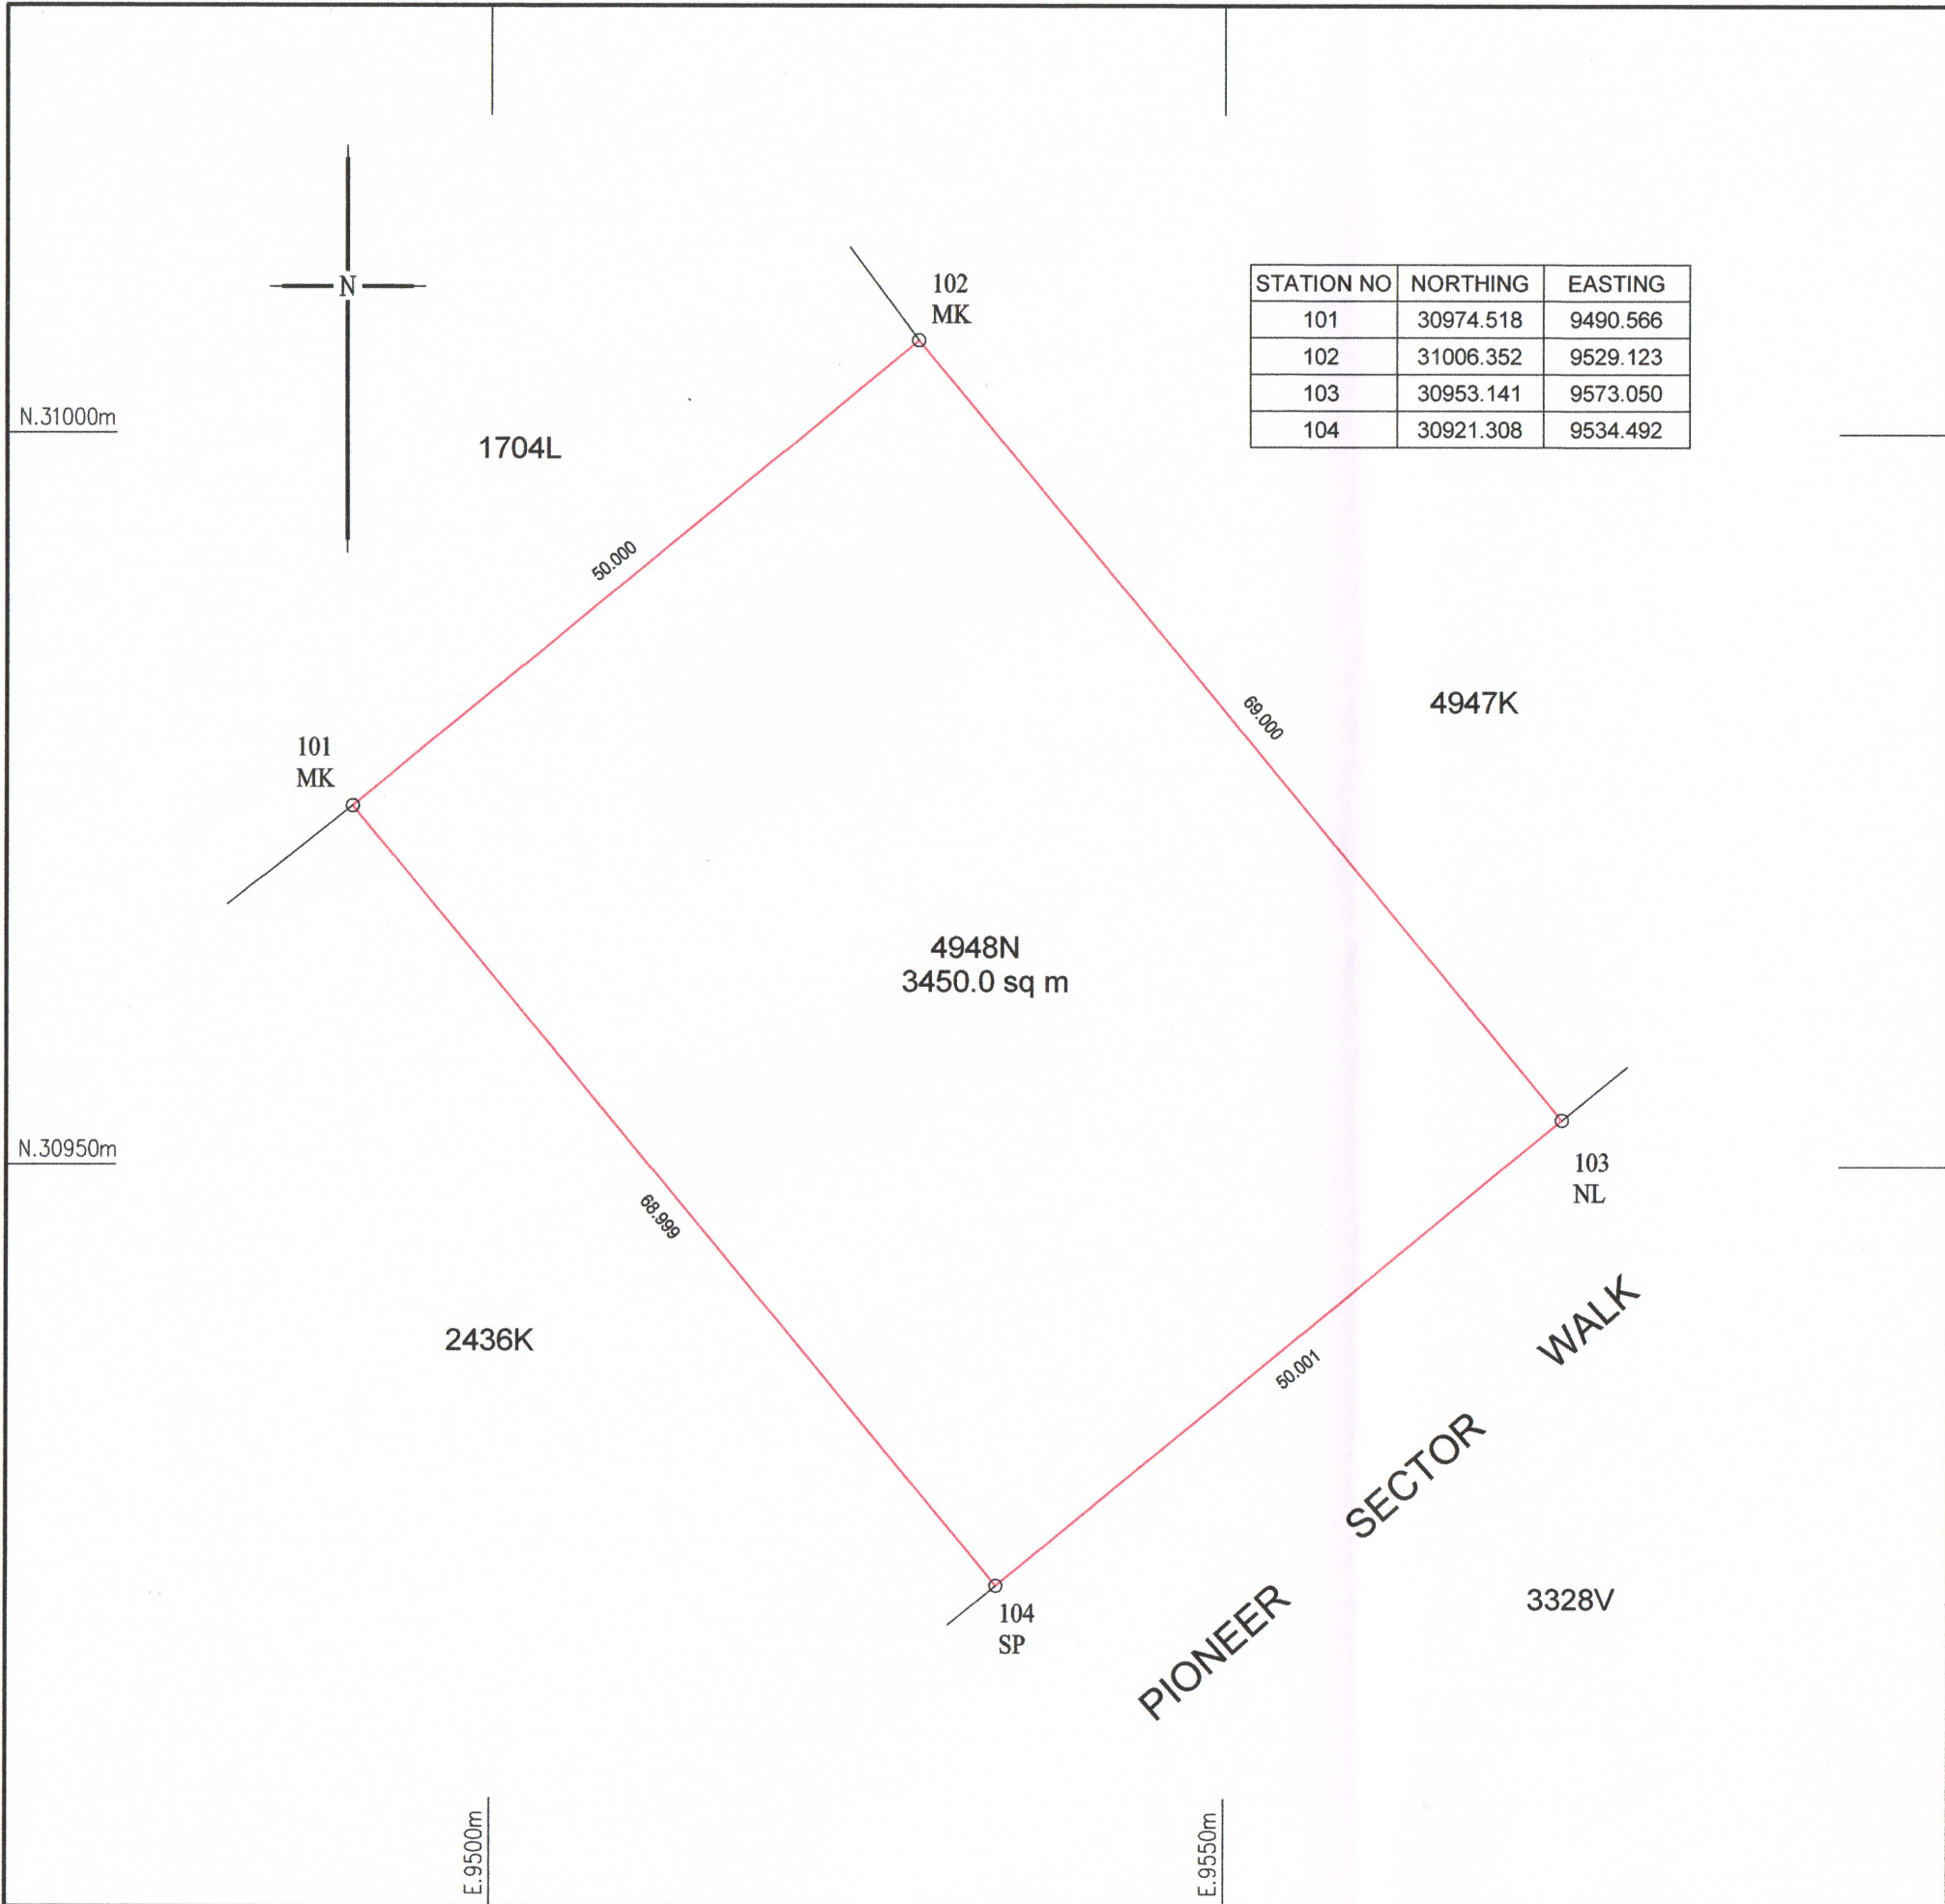 N
102
MK
STATION NO NORTHING EASTING
101 30974.518 9490.566
102 31006.352 9529.123
103 30953.141 9573.050
104 30921.308 9534.492
N.31000m
1704L
50.000
69.000
4947K
101
MK
4948N
3450.0 sq m
N.30950m
103
NL
68.999
2436K
50.001
PIONEER SECTOR WALK
3328V
104
SP
E.9500m
E.9550m